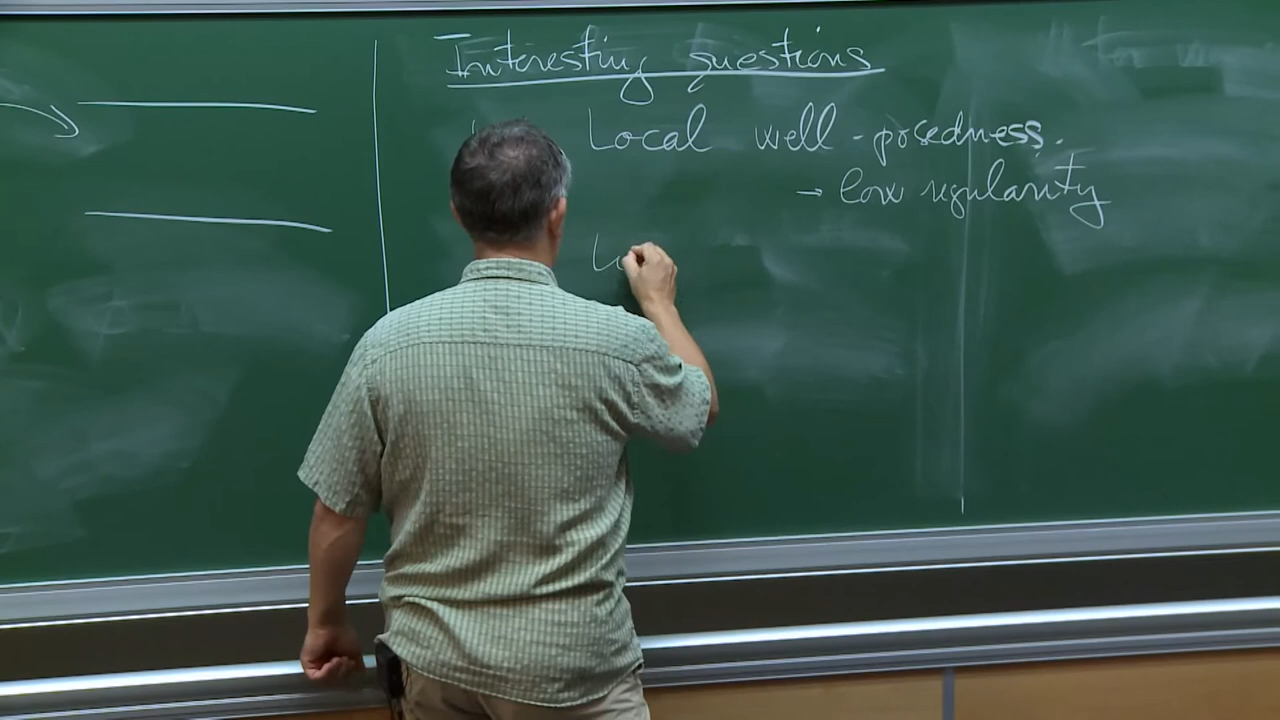 Interesting questions
Local well-posedness.
→ low regularity